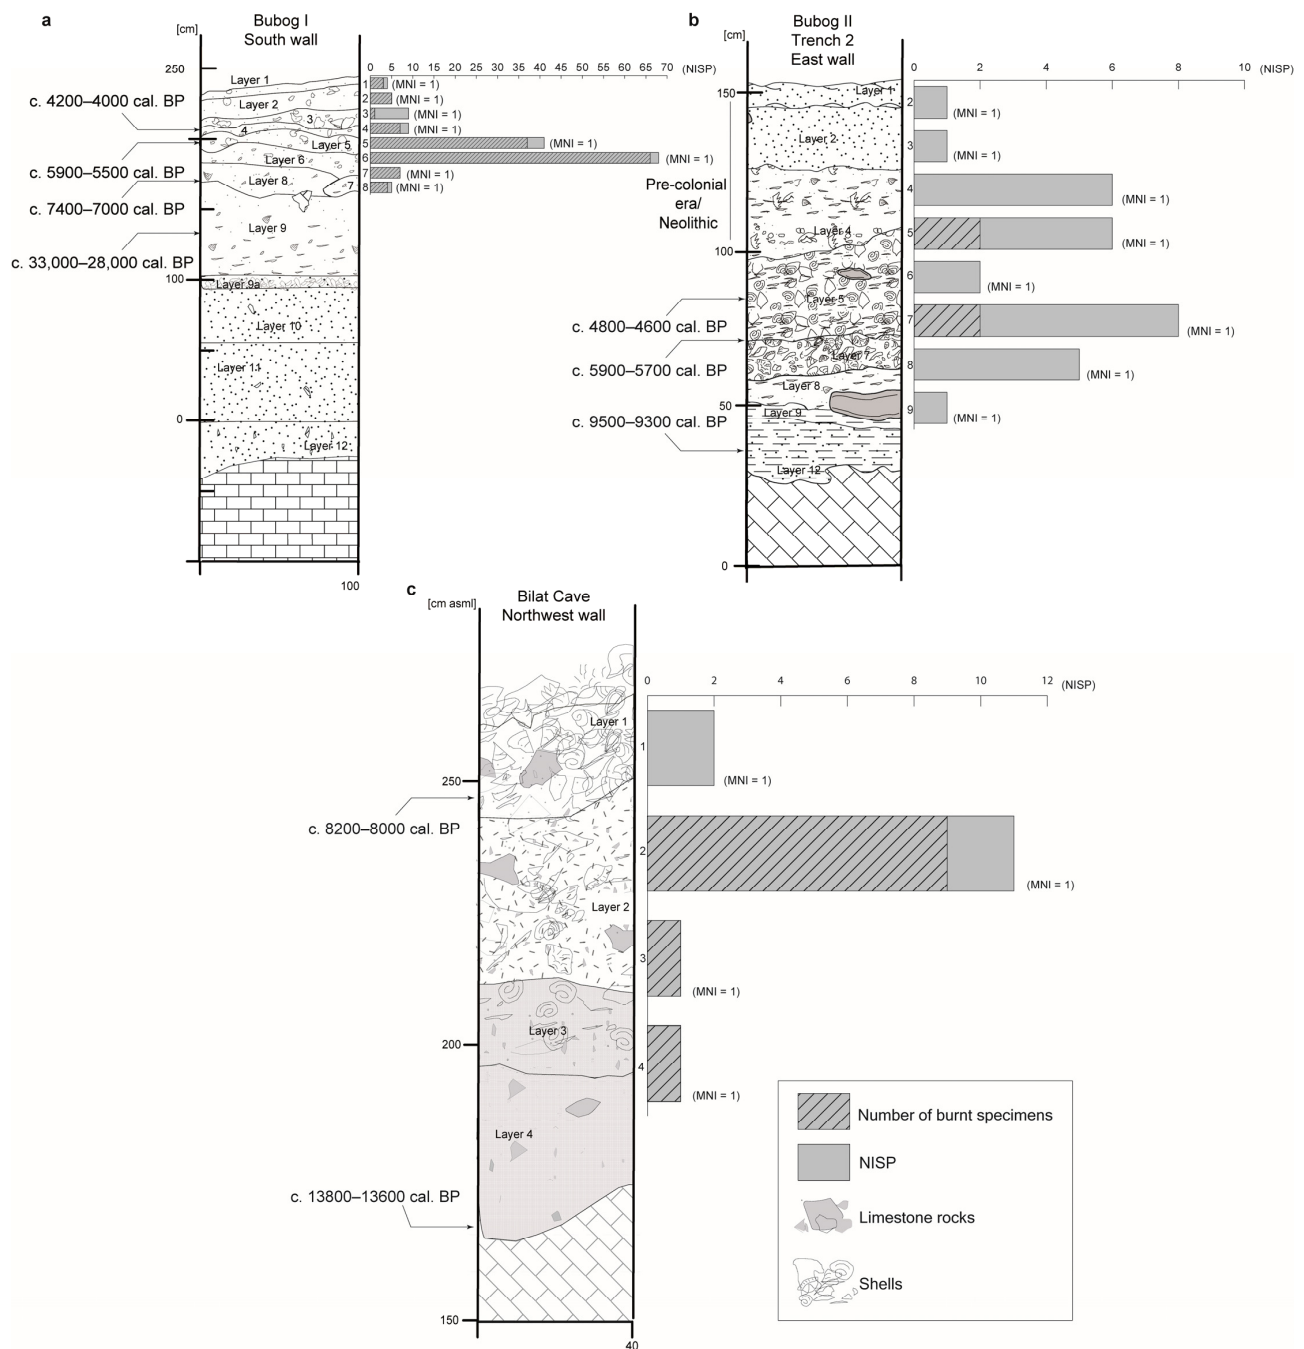 a
Bubog I
South wall
[cm]
250
100
0
100
c. 4200–4000 cal. BP
c. 5900–5500 cal. BP
c. 7400–7000 cal. BP
c. 33,000–28,000 cal. BP
Layer 1
Layer 2
3
4
Layer 5
Layer 6
7
Layer 8
Layer 9
Layer 9a
Layer 10
Layer 11
Layer 12
0 5 10 15 20 25 30 35 40 45 50 55 60 65 70 (NISP)
1 (MNI = 1)
2 (MNI = 1)
3 (MNI = 1)
4 (MNI = 1)
5 (MNI = 1)
6 (MNI = 1)
7 (MNI = 1)
8 (MNI = 1)
b
Bubog II
Trench 2
East wall
[cm]
150
100
50
0
Pre-colonial
era/
Neolithic
c. 4800–4600 cal. BP
c. 5900–5700 cal. BP
c. 9500–9300 cal. BP
Layer 1
Layer 2
Layer 4
Layer 5
Layer 7
Layer 8
Layer 9
Layer 12
0 2 4 6 8 10 (NISP)
2 (MNI = 1)
3 (MNI = 1)
4 (MNI = 1)
5 (MNI = 1)
6 (MNI = 1)
7 (MNI = 1)
8 (MNI = 1)
9 (MNI = 1)
c
Bilat Cave
Northwest wall
[cm asml]
250
200
150
40
c. 8200–8000 cal. BP
c. 13800–13600 cal. BP
Layer 1
Layer 2
Layer 3
Layer 4
0 2 4 6 8 10 12 (NISP)
1 (MNI = 1)
2 (MNI = 1)
3 (MNI = 1)
4 (MNI = 1)
Number of burnt specimens
NISP
Limestone rocks
Shells